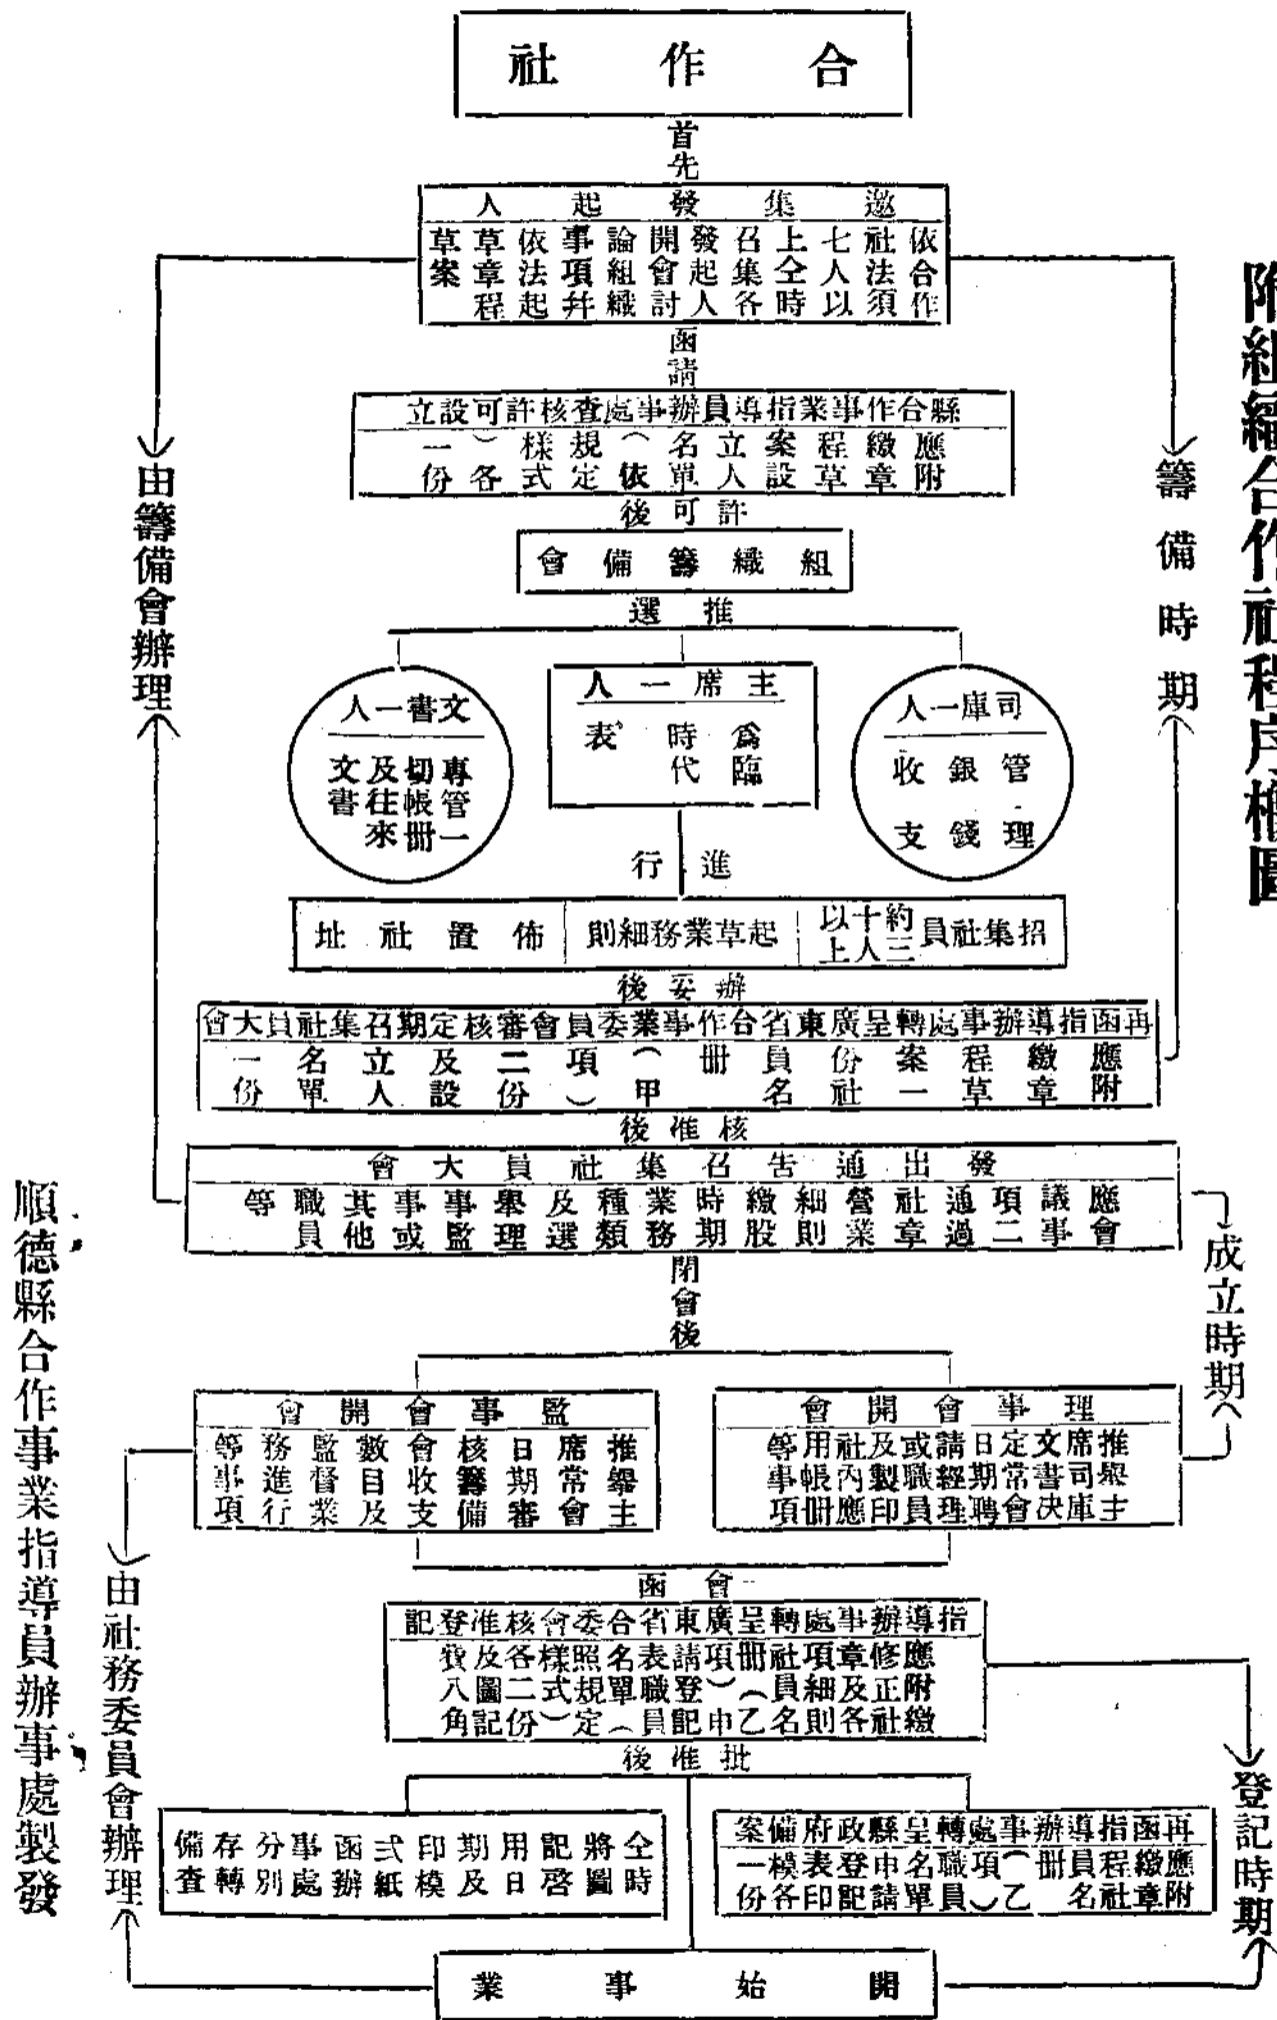 附組織合作社程序概圖
合作社
首先
邀集發起人
依合作社法須七人以上仝時召集各發起人開會討論組織事項幷依法起草章程草案
函請
縣合作事業指導員辦事處查核許可設立
應附繳章程草案設立人名單(依規定樣式)各一份
許可後
組織籌備會
推選
司庫一人
管理銀錢收支
主席一人
爲臨時代表
文書一人
專管一切帳冊及往來文書
進行
招集社員約三十人以上
起草業務細則
佈置社址
辦妥後
再函指導辦事處轉呈廣東省合作事業委員會審核定期召集社員大會
應附繳章程草案一份社員名冊(甲項)二份及設立人名單一份
籌備時期
由籌備會辦理
核准後
發出通告召集社員大會
應會議事項二通過社章營業細則繳股時期業務種類及選舉理事監事或其他職員等
閉會後
理事會開會
推舉主席司庫文書決定常會日期聘請經理或職員及製印社內應用帳冊等事項
監事會開會
推舉主席常會日期審核籌備會收支數目及監督業務進行等事項
成立時期
會函
指導辦事處轉呈廣東省合委會核准登記
應附繳修正社章及各項細則社員名冊(乙項)申請登記表職員名單(照規定樣式)各二份及圖記費八角
批准後
再函指導辦事處轉呈縣政府備案
應附繳章程社員名冊(乙項)職員名單申請登記表印模各一份
仝時將圖記啓用日期及印模弍紙函辦事處分別存轉備查
登記時期
由社務委員會辦理
開始事業
順德縣合作事業指導員辦事處製發